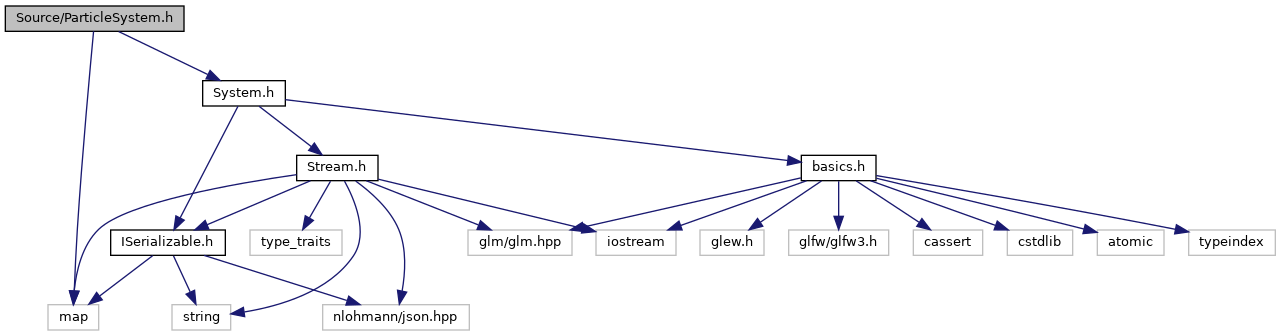 Source/ParticleSystem.h
System.h
Stream.h
basics.h
ISerializable.h
type_traits
glm/glm.hpp
iostream
glew.h
glfw/glfw3.h
cassert
cstdlib
atomic
typeindex
map
string
nlohmann/json.hpp